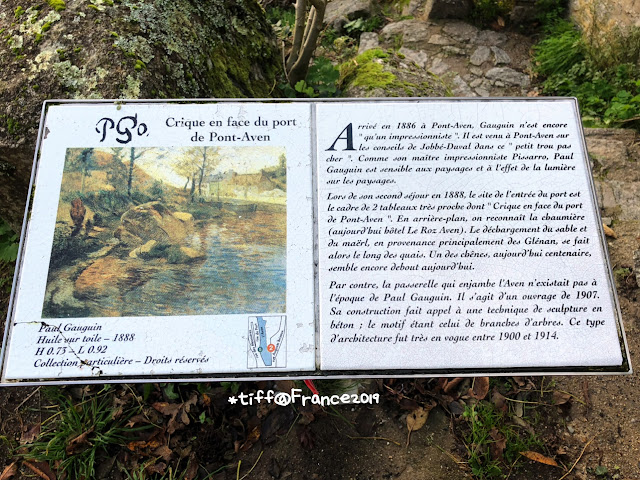 PGo.
Crique en face du port
de Pont-Aven
Paul Gauguin
Huile sur toile – 1888
H 0.73 – L 0.92
Collection particulière – Droits réservés
Arrivé en 1886 à Pont-Aven, Gauguin n'est encore
" qu'un impressionniste ". Il est venu à Pont-Aven sur
les conseils de Jobbé-Duval dans ce " petit trou pas
cher ". Comme son maître impressionniste Pissarro, Paul
Gauguin est sensible aux paysages et à l'effet de la lumière
sur les paysages.
Lors de son second séjour en 1888, le site de l'entrée du port est
le cadre de 2 tableaux très proche dont " Crique en face du port
de Pont-Aven ". En arrière-plan, on reconnaît la chaumière
(aujourd'hui hôtel Le Roz Aven). Le déchargement du sable et
du maërl, en provenance principalement des Glénan, se fait
alors le long des quais. Un des chênes, aujourd'hui centenaire,
semble encore debout aujourd'hui.
Par contre, la passerelle qui enjambe l'Aven n'existait pas à
l'époque de Paul Gauguin. Il s'agit d'un ouvrage de 1907.
Sa construction fait appel à une technique de sculpture en
béton ; le motif étant celui de branches d'arbres. Ce type
d'architecture fut très en vogue entre 1900 et 1914.
*tiff@France2019